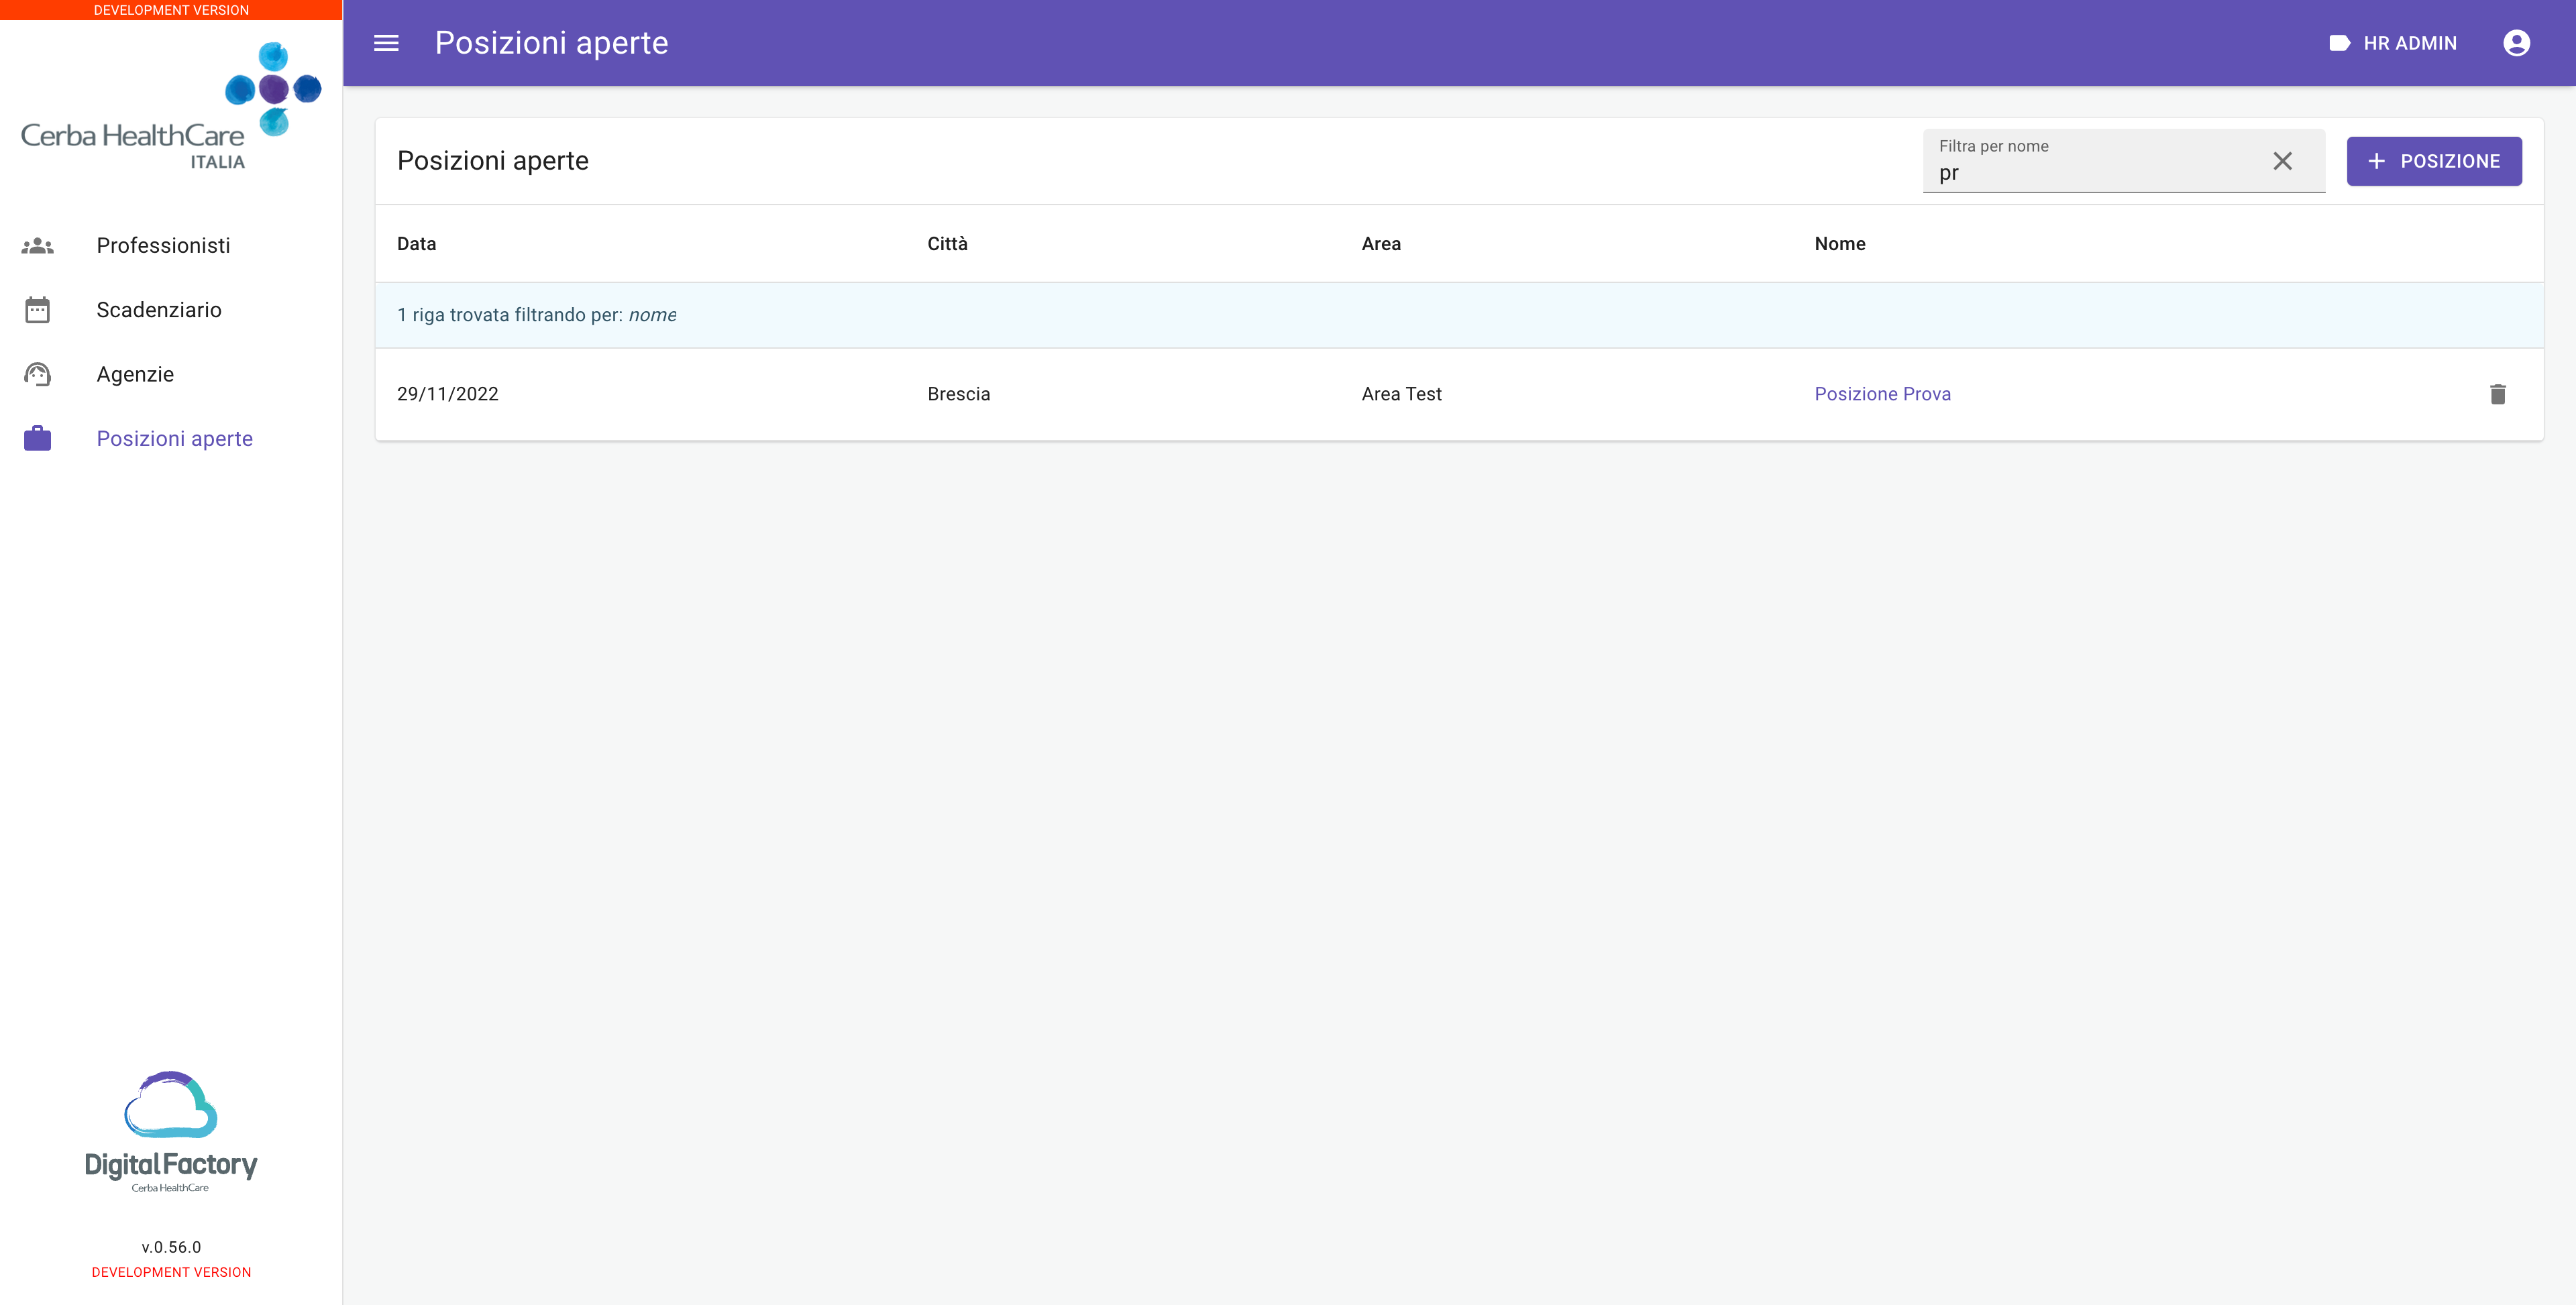 DEVELOPMENT VERSION
Cerba HealthCare
ITALIA
Professionisti
Scadenziario
Agenzie
Posizioni aperte
DigitalFactory
Cerba HealthCare
v.0.56.0
DEVELOPMENT VERSION
Posizioni aperte
HR ADMIN
Posizioni aperte
Filtra per nome
pr
POSIZIONE
Data Città Area Nome
1 riga trovata filtrando per: nome
29/11/2022 Brescia Area Test Posizione Prova